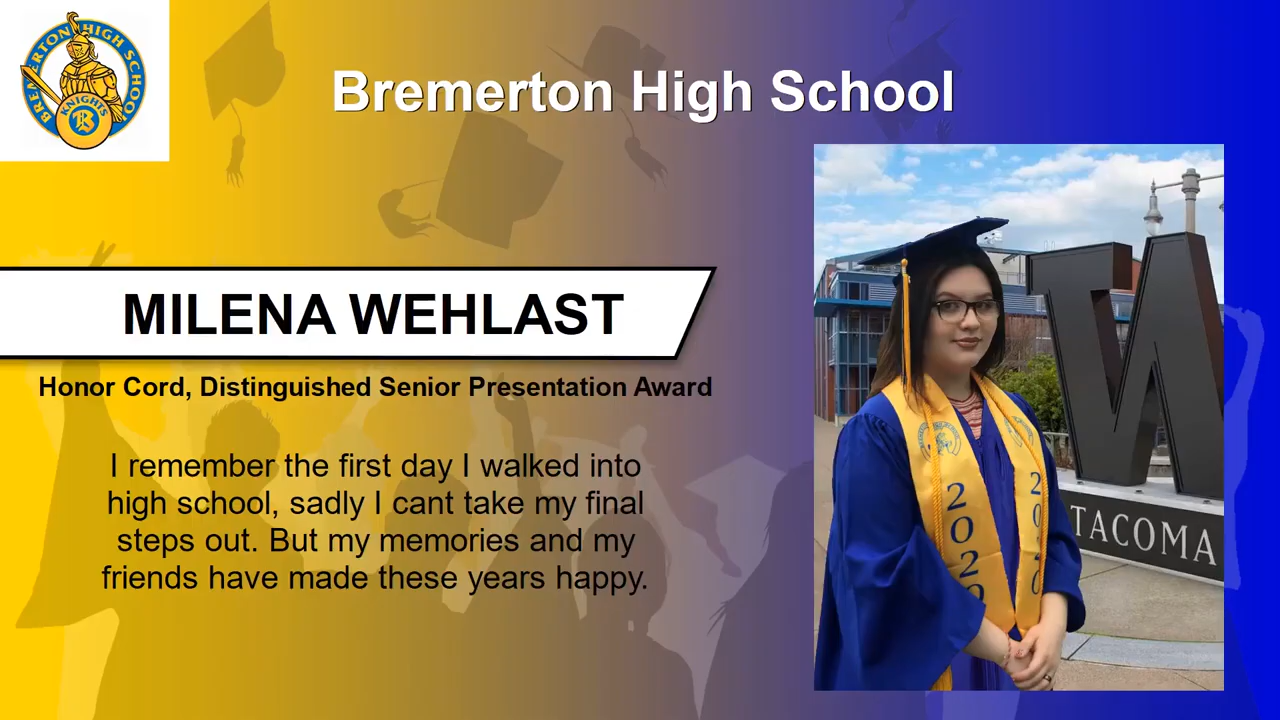 BREMERTON HIGH SCHOOL
KNIGHTS
B
Bremerton High School
MILENA WEHLAST
Honor Cord, Distinguished Senior Presentation Award
I remember the first day I walked into
high school, sadly I cant take my final
steps out. But my memories and my
friends have made these years happy.
W
TACOMA
2020
2020